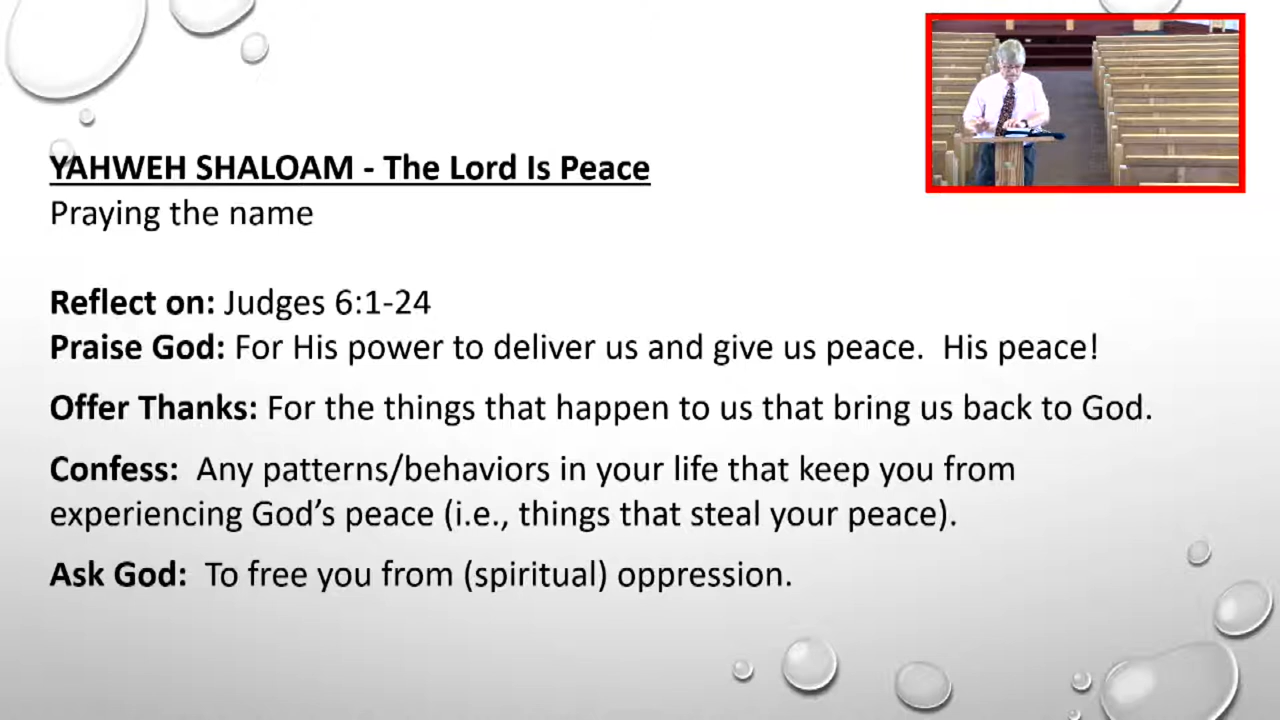 YAHWEH SHALOAM - The Lord Is Peace
Praying the name
Reflect on: Judges 6:1-24
Praise God: For His power to deliver us and give us peace.  His peace!
Offer Thanks: For the things that happen to us that bring us back to God.
Confess:  Any patterns/behaviors in your life that keep you from
experiencing God’s peace (i.e., things that steal your peace).
Ask God:  To free you from (spiritual) oppression.